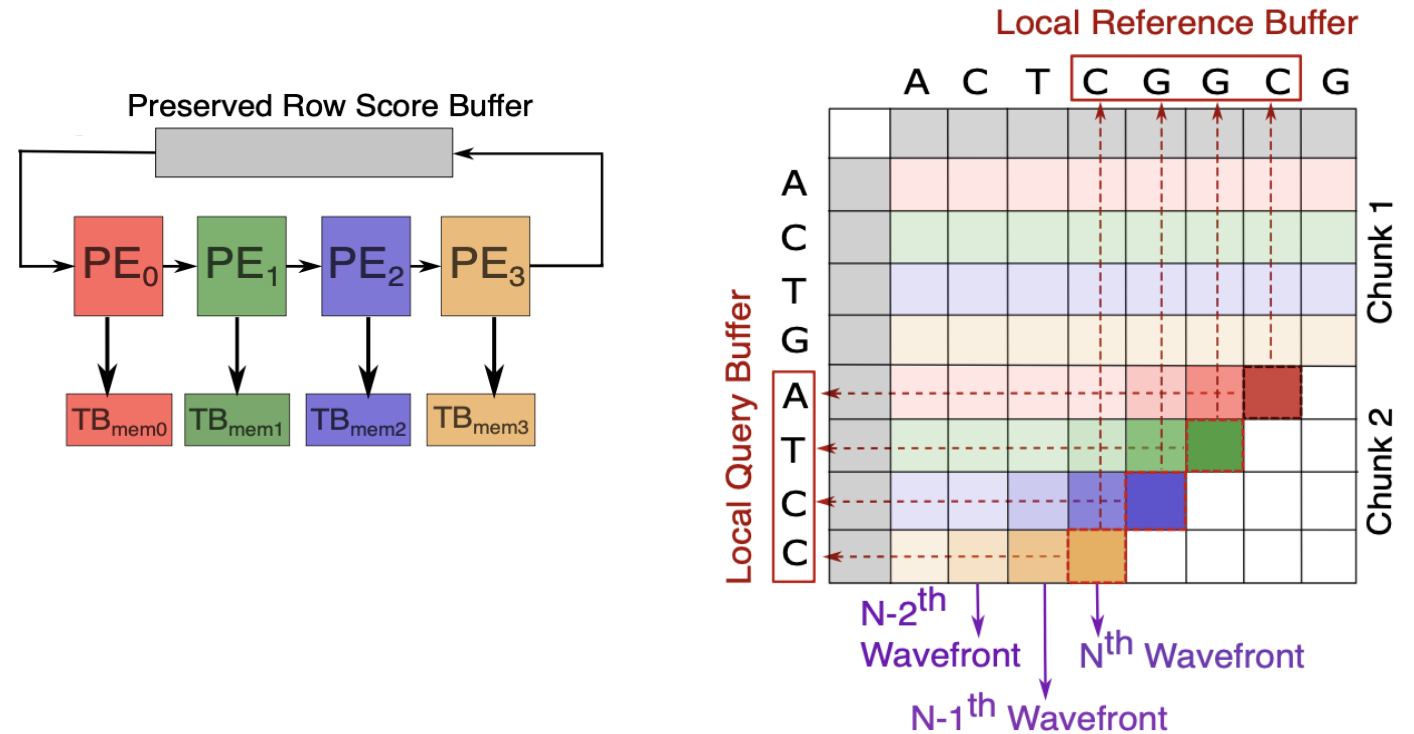 Preserved Row Score Buffer
PE0
PE1
PE2
PE3
TBmem0
TBmem1
TBmem2
TBmem3
Local Reference Buffer
A C T C G G C G
Local Query Buffer
A
C
T
G
A
T
C
C
Chunk 1
Chunk 2
N-2th
Wavefront
Nth Wavefront
N-1th Wavefront